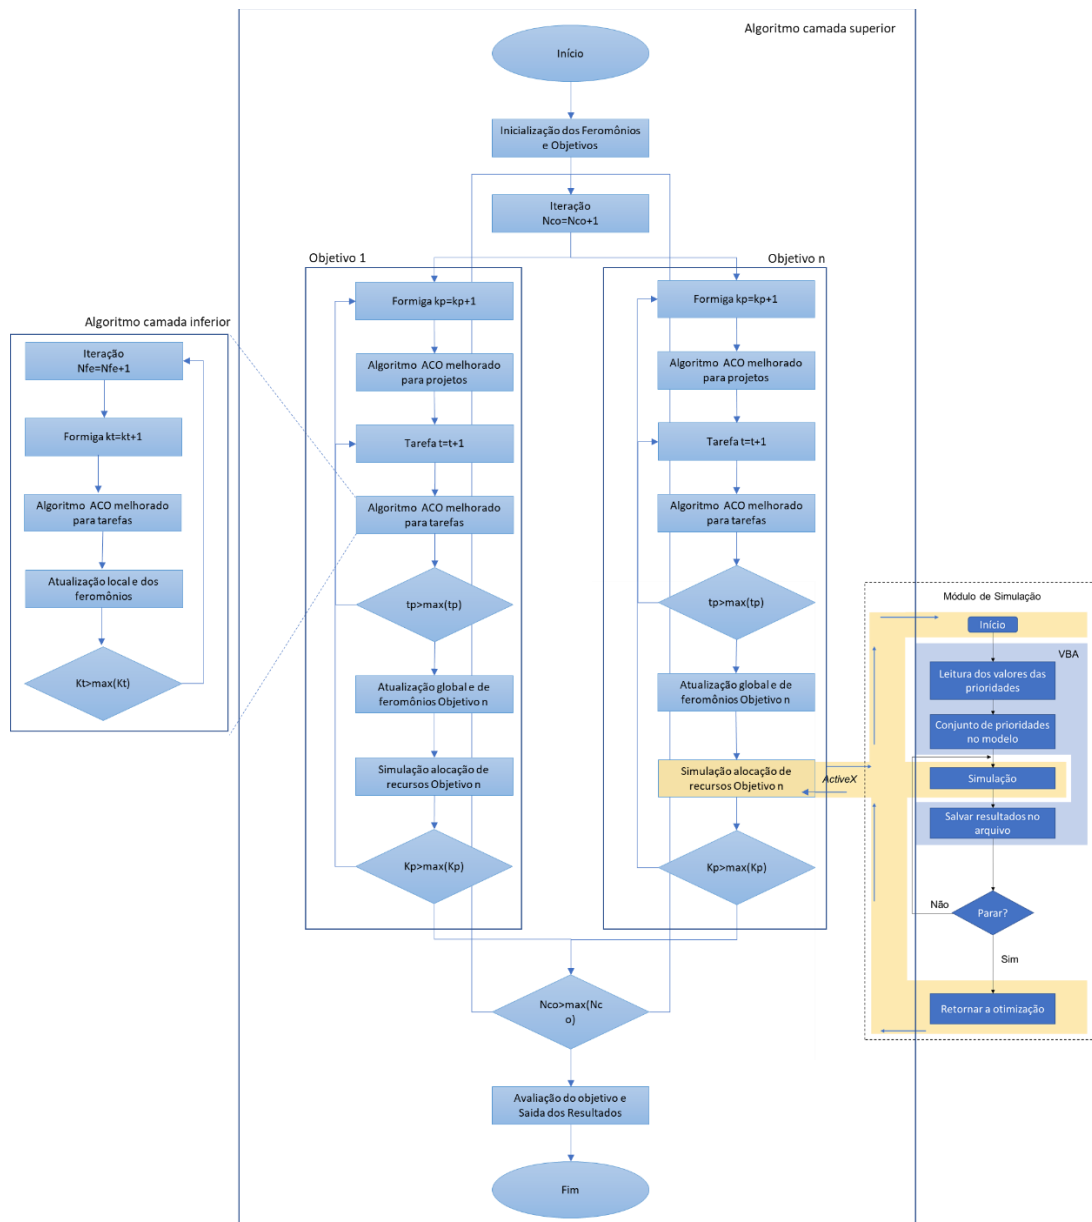 Algoritmo camada superior
Início
Inicialização dos Feromônios
e Objetivos
Iteração
Nco=Nco+1
Objetivo 1
Formiga kp=kp+1
Algoritmo ACO melhorado
para projetos
Tarefa t=t+1
Algoritmo ACO melhorado
para tarefas
tp>max(tp)
Atualização global e de
feromônios Objetivo n
Simulação alocação de
recursos Objetivo n
Kp>max(Kp)
Objetivo n
Formiga kp=kp+1
Algoritmo ACO melhorado
para projetos
Tarefa t=t+1
Algoritmo ACO melhorado
para tarefas
tp>max(tp)
Atualização global e de
feromônios Objetivo n
Simulação alocação de
recursos Objetivo n
Kp>max(Kp)
Nco>max(Nc
o)
Avaliação do objetivo e
Saida dos Resultados
Fim
Algoritmo camada inferior
Iteração
Nfe=Nfe+1
Formiga kt=kt+1
Algoritmo ACO melhorado
para tarefas
Atualização local e dos
feromônios
Kt>max(Kt)
Módulo de Simulação
Início
VBA
Leitura dos valores das
prioridades
Conjunto de prioridades
no modelo
ActiveX
Simulação
Salvar resultados no
arquivo
Não
Parar?
Sim
Retornar a otimização